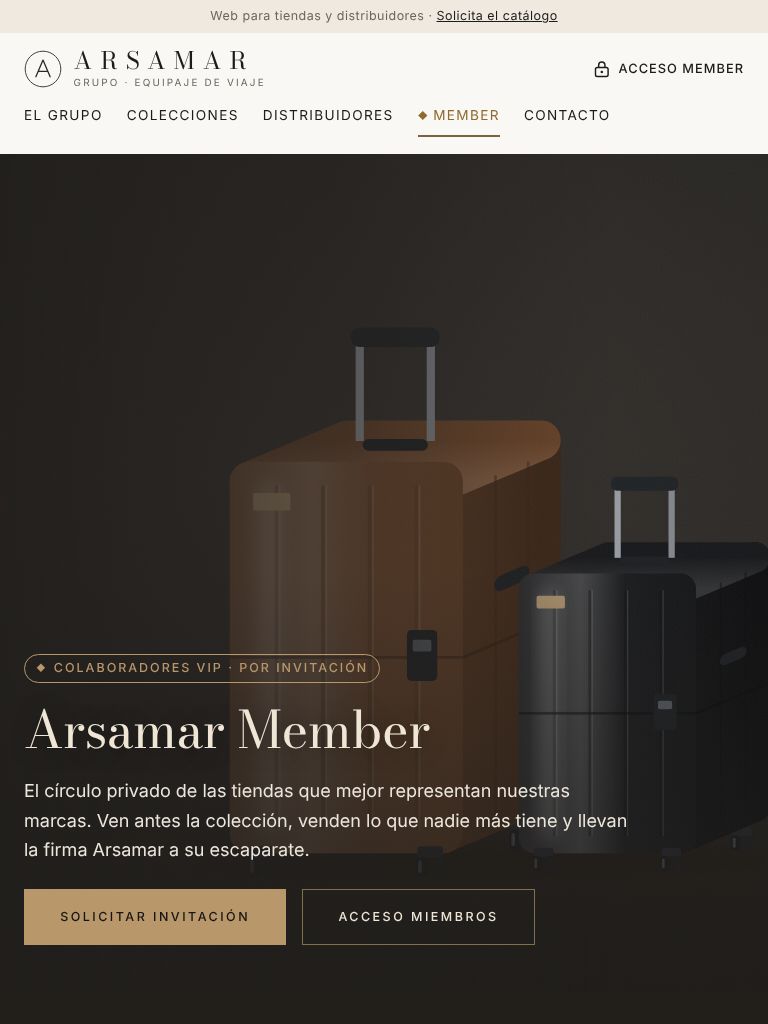 Web para tiendas y distribuidores · Solicita el catálogo
A
ARSAMAR
GRUPO · EQUIPAJE DE VIAJE
ACCESO MEMBER
EL GRUPO
COLECCIONES
DISTRIBUIDORES
◆ MEMBER
CONTACTO
◆ COLABORADORES VIP · POR INVITACIÓN
Arsamar Member
El círculo privado de las tiendas que mejor representan nuestras
marcas. Ven antes la colección, venden lo que nadie más tiene y llevan
la firma Arsamar a su escaparate.
SOLICITAR INVITACIÓN
ACCESO MIEMBROS